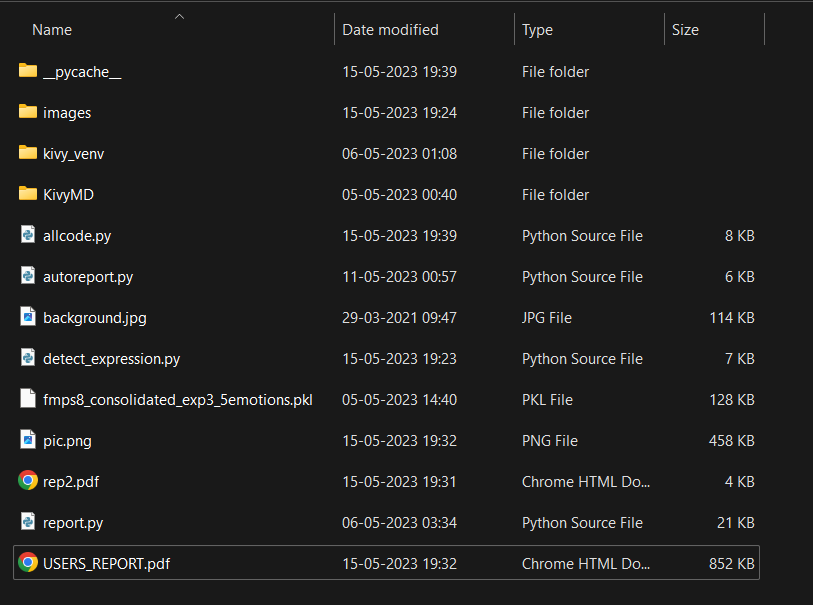 Name Date modified Type Size
__pycache__ 15-05-2023 19:39 File folder
images 15-05-2023 19:24 File folder
kivy_venv 06-05-2023 01:08 File folder
KivyMD 05-05-2023 00:40 File folder
allcode.py 15-05-2023 19:39 Python Source File 8 KB
autoreport.py 11-05-2023 00:57 Python Source File 6 KB
background.jpg 29-03-2021 09:47 JPG File 114 KB
detect_expression.py 15-05-2023 19:23 Python Source File 7 KB
fmps8_consolidated_exp3_5emotions.pkl 05-05-2023 14:40 PKL File 128 KB
pic.png 15-05-2023 19:32 PNG File 458 KB
rep2.pdf 15-05-2023 19:31 Chrome HTML Do... 4 KB
report.py 06-05-2023 03:34 Python Source File 21 KB
USERS_REPORT.pdf 15-05-2023 19:32 Chrome HTML Do... 852 KB